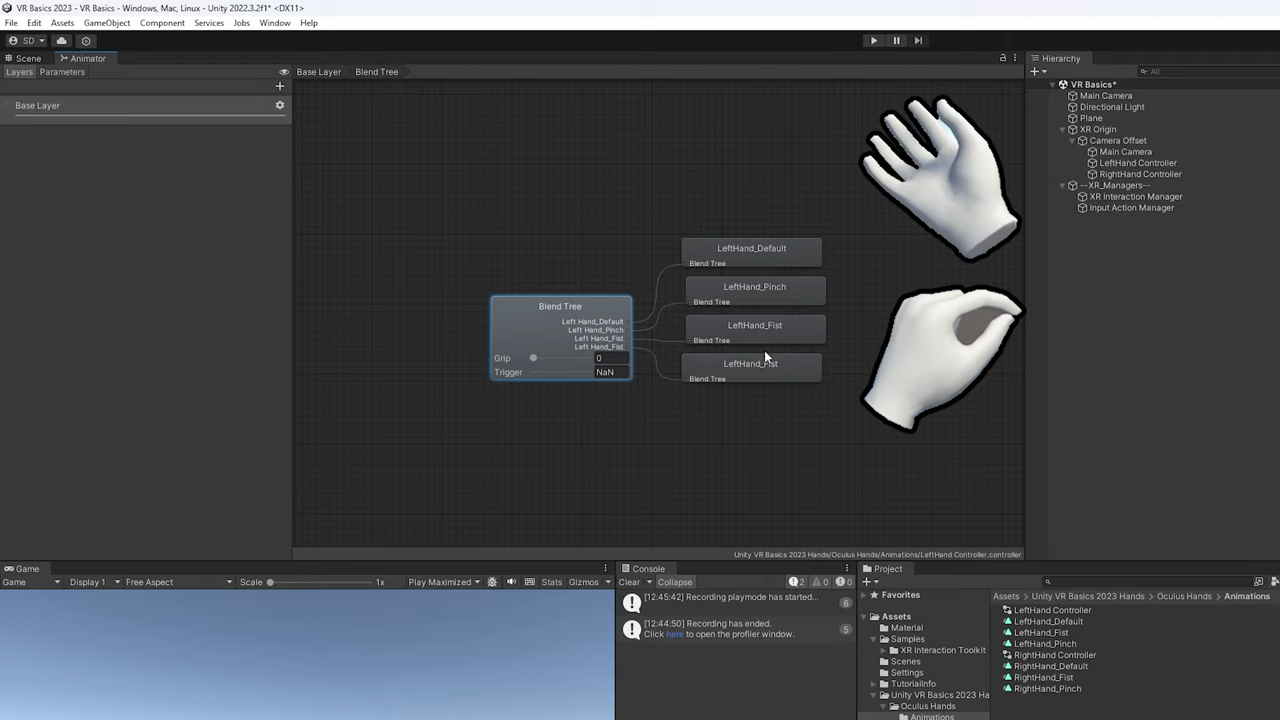 VR Basics 2023 - VR Basics - Windows, Mac, Linux - Unity 2022.3.2f1* <DX11>
File Edit Assets GameObject Component Services Jobs Window Help
SD
Scene Animator
Layers Parameters
Base Layer Blend Tree
Base Layer
Blend Tree
Left Hand_Default
Left Hand_Pinch
Left Hand_Fist
Left Hand_Fist
Grip 0
Trigger NaN
LeftHand_Default
Blend Tree
LeftHand_Pinch
Blend Tree
LeftHand_Fist
Blend Tree
LeftHand_Fist
Blend Tree
Unity VR Basics 2023 Hands/Oculus Hands/Animations/LeftHand Controller.controller
Hierarchy
All
VR Basics*
Main Camera
Directional Light
Plane
XR Origin
Camera Offset
Main Camera
LeftHand Controller
RightHand Controller
--XR_Managers--
XR Interaction Manager
Input Action Manager
Game
Game Display 1 Free Aspect Scale 1x Play Maximized Stats Gizmos
Console
Clear Collapse 2 0 0
[12:45:42] Recording playmode has started... 6
[12:44:50] Recording has ended.
Click here to open the profiler window. 5
Project
Favorites
Assets
Material
Samples
XR Interaction Toolkit
Scenes
Settings
TutorialInfo
Unity VR Basics 2023 Ha
Oculus Hands
Animations
Assets Unity VR Basics 2023 Hands Oculus Hands Animations
LeftHand Controller
LeftHand_Default
LeftHand_Fist
LeftHand_Pinch
RightHand Controller
RightHand_Default
RightHand_Fist
RightHand_Pinch